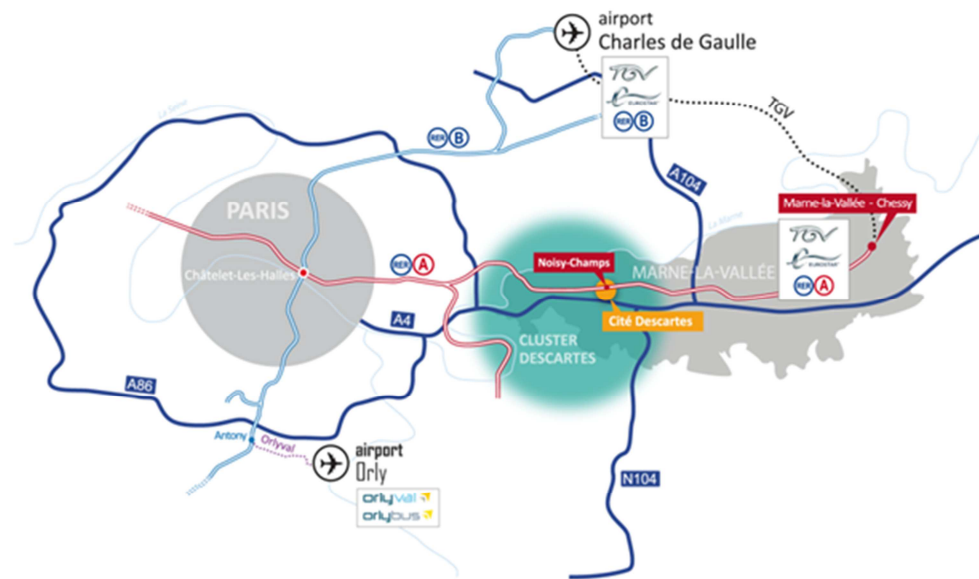 airport
Charles de Gaulle
TGV
EUROSTAR
RER B
TGV
La Seine
RER B
A104
Marne-la-Vallée - Chessy
PARIS
La Marne
TGV
EUROSTAR
RER A
Châtelet-Les-Halles
RER A
Noisy-Champs
MARNE-LA-VALLÉE
A4
Cité Descartes
CLUSTER
DESCARTES
A86
Antony
Orlyval
airport
Orly
orlyval
orlybus
N104